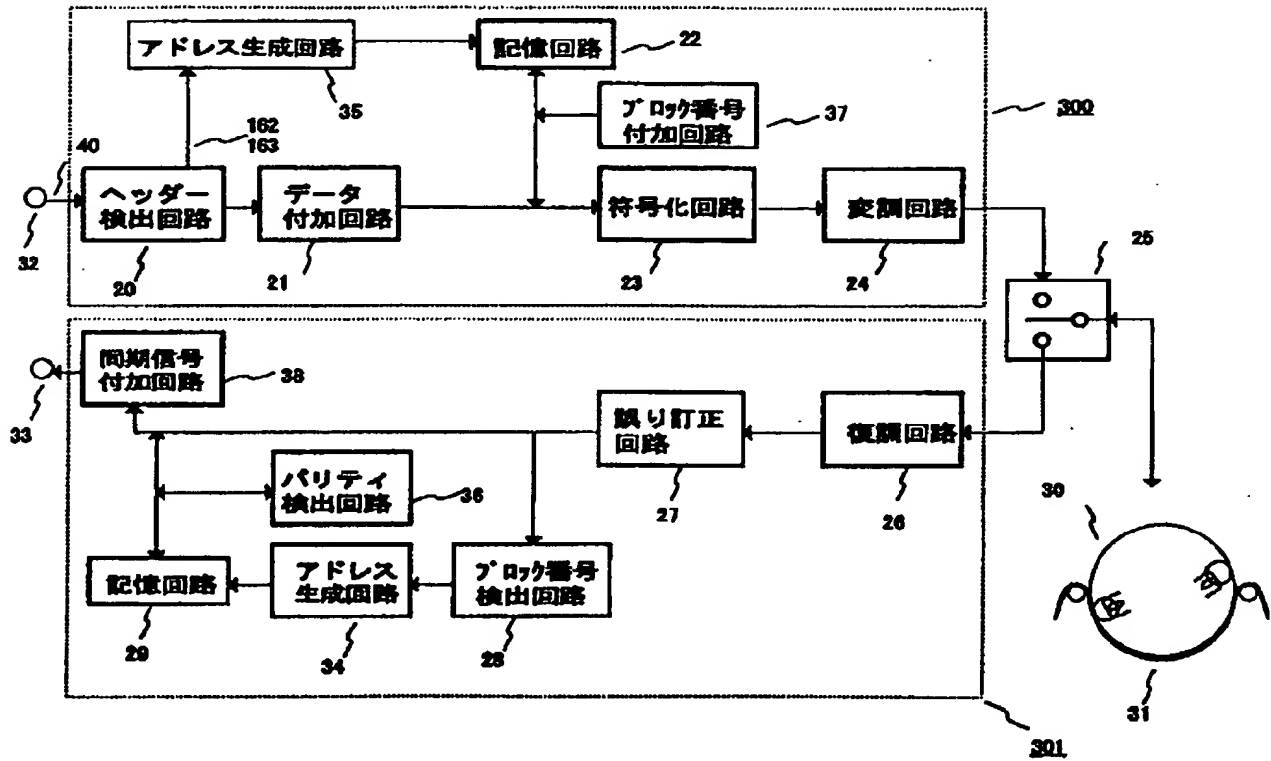 アドレス生成回路
35
記憶回路
22
ブロック番号
付加回路
37
300
162
163
40
32
ヘッダー
検出回路
20
データ
付加回路
21
符号化回路
23
変調回路
24
25
同期信号
付加回路
38
33
誤り訂正
回路
27
復調回路
26
パリティ
検出回路
36
記憶回路
29
アドレス
生成回路
34
ブロック番号
検出回路
28
30
31
301